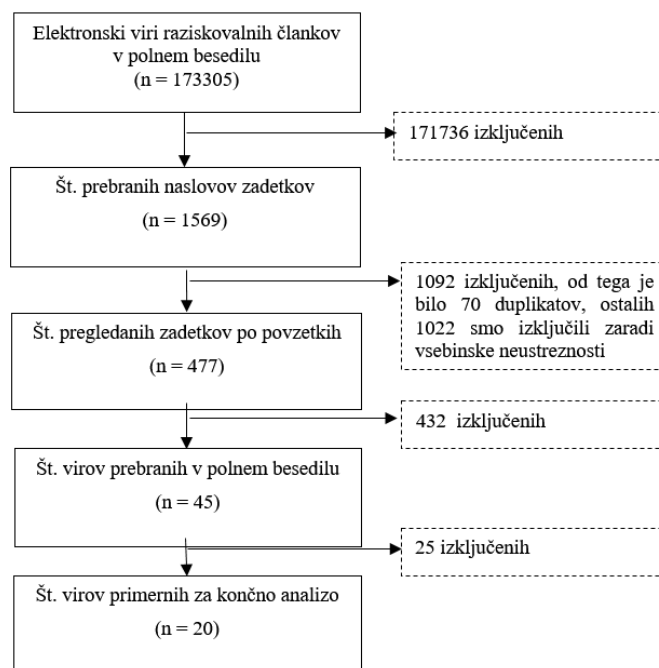 Elektronski viri raziskovalnih člankov
v polnem besedilu
(n = 173305)
171736 izključenih
Št. prebranih naslovov zadetkov
(n = 1569)
1092 izključenih, od tega je
bilo 70 duplikatov, ostalih
1022 smo izključili zaradi
vsebinske neustreznosti
Št. pregledanih zadetkov po povzetkih
(n = 477)
432 izključenih
Št. virov prebranih v polnem besedilu
(n = 45)
25 izključenih
Št. virov primernih za končno analizo
(n = 20)